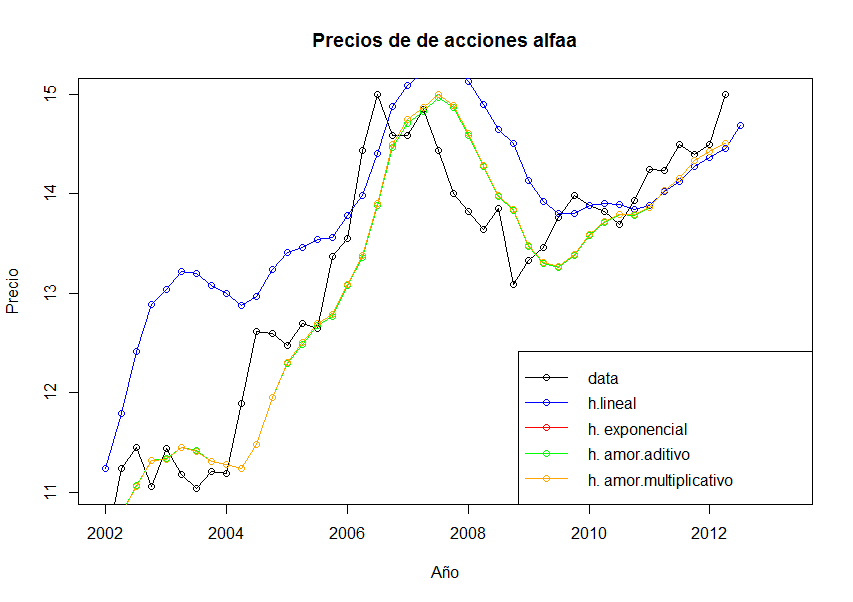 Precios de de acciones alfaa
Precio
15
14
13
12
11
2002 2004 2006 2008 2010 2012
Año
data
h.lineal
h. exponencial
h. amor.aditivo
h. amor.multiplicativo